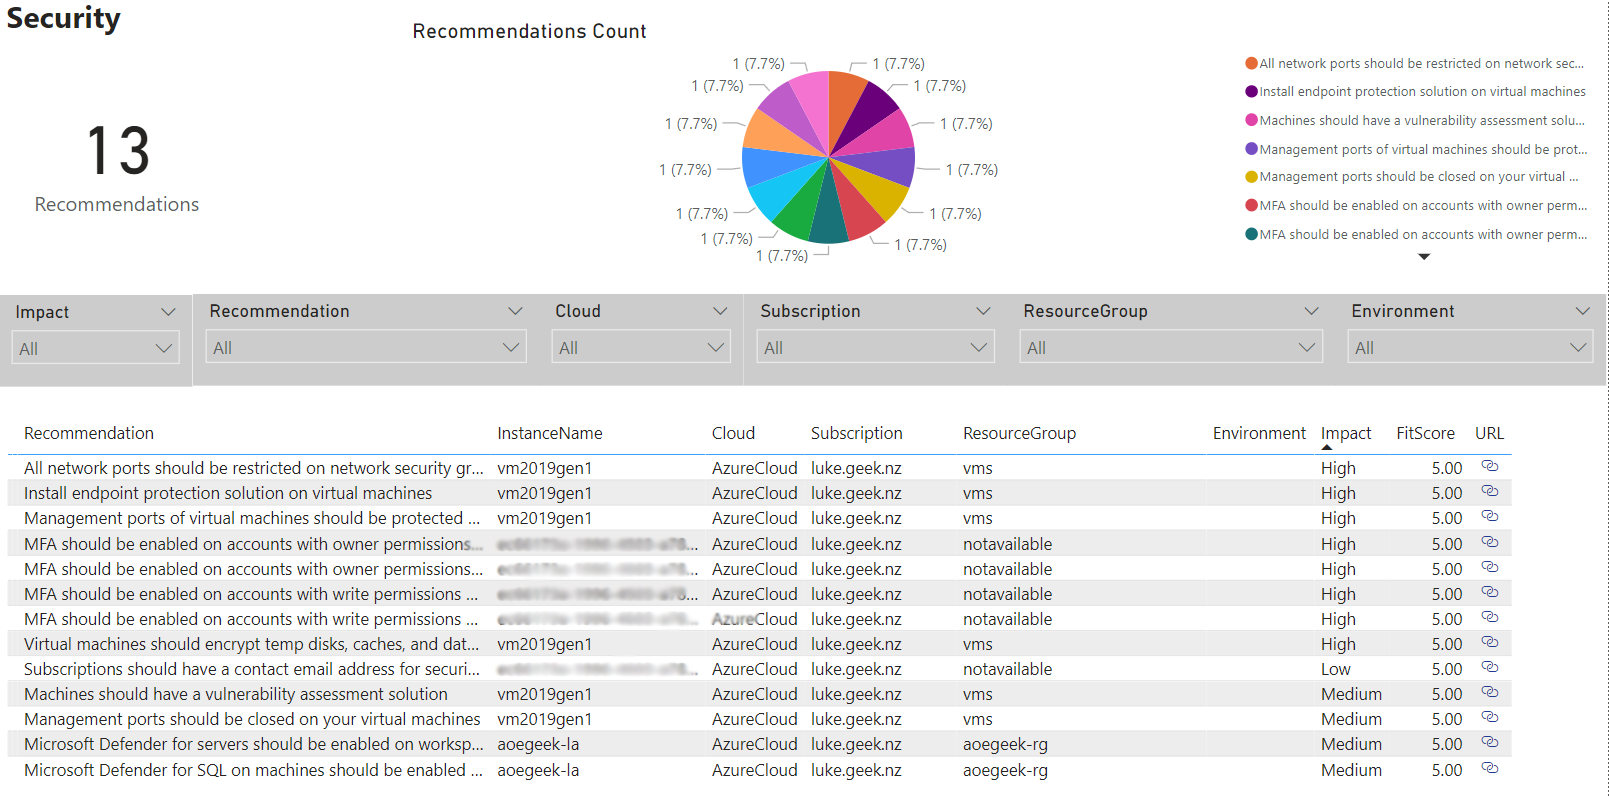 Security
Recommendations Count
13
Recommendations
1 (7.7%)
1 (7.7%)
1 (7.7%)
1 (7.7%)
1 (7.7%)
1 (7.7%)
1 (7.7%)
1 (7.7%)
1 (7.7%)
1 (7.7%)
1 (7.7%)
1 (7.7%)
1 (7.7%)
All network ports should be restricted on network sec...
Install endpoint protection solution on virtual machines
Machines should have a vulnerability assessment solu...
Management ports of virtual machines should be prot...
Management ports should be closed on your virtual ...
MFA should be enabled on accounts with owner perm...
MFA should be enabled on accounts with owner perm...
Impact Recommendation Cloud Subscription ResourceGroup Environment
All All All All All All
Recommendation InstanceName Cloud Subscription ResourceGroup Environment Impact FitScore URL
All network ports should be restricted on network security gr... vm2019gen1 AzureCloud luke.geek.nz vms High 5.00
Install endpoint protection solution on virtual machines vm2019gen1 AzureCloud luke.geek.nz vms High 5.00
Management ports of virtual machines should be protected ... vm2019gen1 AzureCloud luke.geek.nz vms High 5.00
MFA should be enabled on accounts with owner permissions... AzureCloud luke.geek.nz notavailable High 5.00
MFA should be enabled on accounts with owner permissions... AzureCloud luke.geek.nz notavailable High 5.00
MFA should be enabled on accounts with write permissions ... AzureCloud luke.geek.nz notavailable High 5.00
MFA should be enabled on accounts with write permissions ... AzureCloud luke.geek.nz notavailable High 5.00
Virtual machines should encrypt temp disks, caches, and dat... vm2019gen1 AzureCloud luke.geek.nz vms High 5.00
Subscriptions should have a contact email address for securi... AzureCloud luke.geek.nz notavailable Low 5.00
Machines should have a vulnerability assessment solution vm2019gen1 AzureCloud luke.geek.nz vms Medium 5.00
Management ports should be closed on your virtual machines vm2019gen1 AzureCloud luke.geek.nz vms Medium 5.00
Microsoft Defender for servers should be enabled on worksp... aoegeek-la AzureCloud luke.geek.nz aoegeek-rg Medium 5.00
Microsoft Defender for SQL on machines should be enabled ... aoegeek-la AzureCloud luke.geek.nz aoegeek-rg Medium 5.00